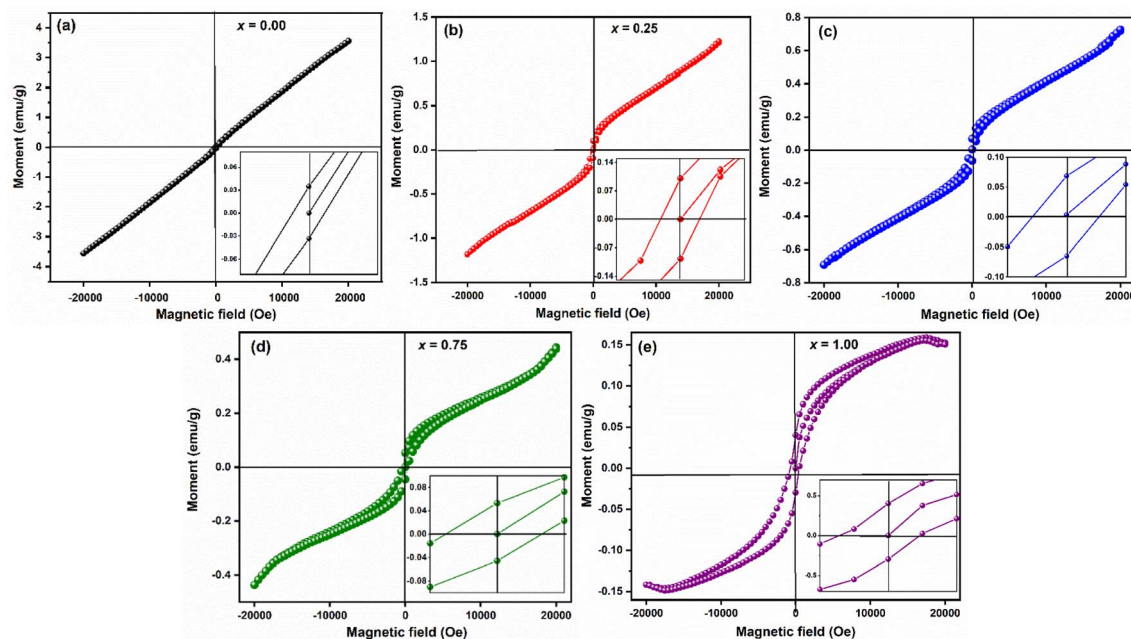 (a)
x = 0.00
Moment (emu/g)
4
3
2
1
0
-1
-2
-3
-4
0.06
0.03
0.00
-0.03
-0.06
-20000 -10000 0 10000 20000
Magnetic field (Oe)
(b)
x = 0.25
Moment (emu/g)
1.5
1.0
0.5
0.0
-0.5
-1.0
-1.5
0.14
0.07
0.00
-0.07
-0.14
-20000 -10000 0 10000 20000
Magnetic field (Oe)
(c)
Moment (emu/g)
0.8
0.6
0.4
0.2
0.0
-0.2
-0.4
-0.6
-0.8
0.10
0.05
0.00
0.05
0.10
-20000 -10000 0 10000 20000
Magnetic field (Oe)
(d)
x = 0.75
Moment (emu/g)
0.4
0.2
0.0
-0.2
-0.4
0.08
0.04
0.00
-0.04
-0.08
-20000 -10000 0 10000 20000
Magnetic field (Oe)
(e)
x = 1.00
Moment (emu/g)
0.15
0.10
0.05
0.00
-0.05
-0.10
-0.15
0.5
0.0
-0.5
-20000 -10000 0 10000 20000
Magnetic field (Oe)